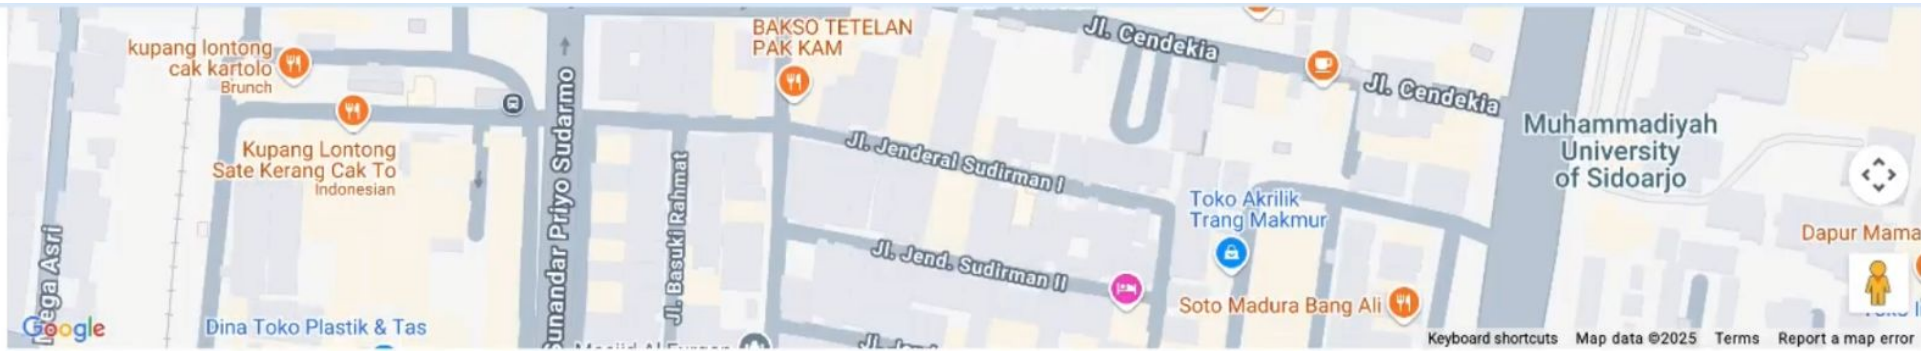 kupang lontong
cak kartolo
Brunch
BAKSO TETELAN
PAK KAM
Jl. Cendekia
Jl. Cendekia
Kupang Lontong
Sate Kerang Cak To
Indonesian
Jl. Jenderal Sudirman I
Muhammadiyah
University
of Sidoarjo
Toko Akrilik
Trang Makmur
Jl. Basuki Rahmat
Sunandar Priyo Sudarmo
Jl. Jend. Sudirman II
Dapur Mama
Mega Asri
Soto Madura Bang Ali
Google
Dina Toko Plastik & Tas
Keyboard shortcuts Map data ©2025 Terms Report a map error